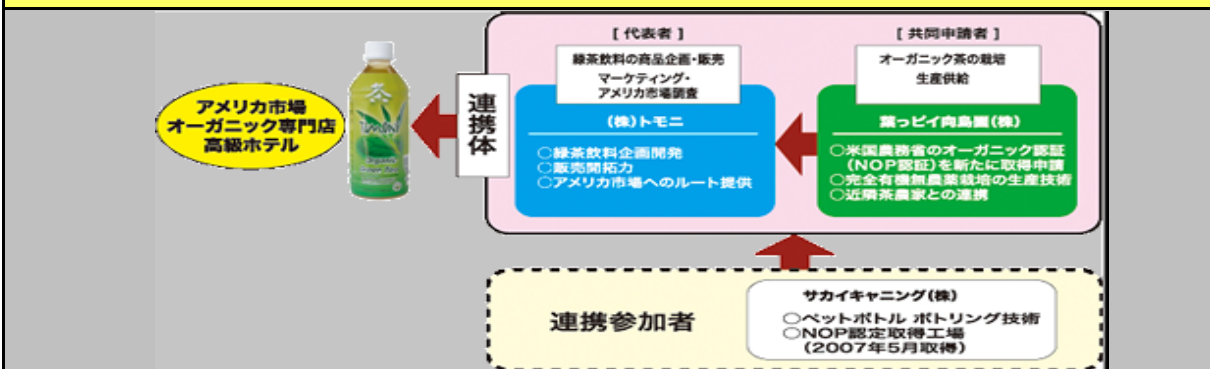 [代表者]
緑茶飲料の商品企画・販売
マーケティング・
アメリカ市場調査
(株)トモニ
○緑茶飲料企画開発
○販売開拓力
○アメリカ市場へのルート提供
[共同申請者]
オーガニック茶の栽培
生産供給
葉っピイ向島園(株)
○米国農務省のオーガニック認証
(NOP認証)を新たに取得申請
○完全有機無農薬栽培の生産技術
○近隣茶農家との連携
連携体
茶
アメリカ市場
オーガニック専門店
高級ホテル
連携参加者
サカイキャニング(株)
○ペットボトル ボトリング技術
○NOP認定取得工場
(2007年5月取得)